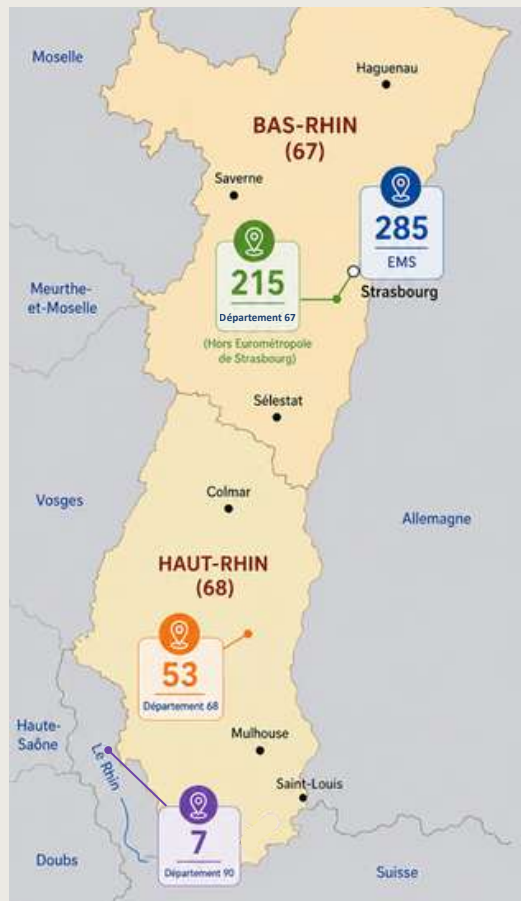 Moselle
Haguenau
BAS-RHIN
(67)
Saverne
285
EMS
215
Département 67
(Hors Eurométropole
de Strasbourg)
Strasbourg
Meurthe-
et-Moselle
Sélestat
Vosges
Colmar
Allemagne
HAUT-RHIN
(68)
53
Département 68
Haute-
Saône
Mulhouse
Le Rhin
Saint-Louis
7
Département 90
Doubs
Suisse